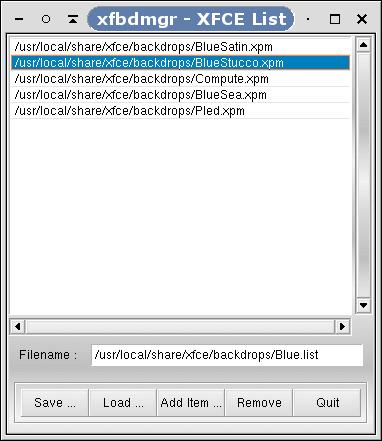 xfbdmgr - XFCE List
/usr/local/share/xfce/backdrops/BlueSatin.xpm
/usr/local/share/xfce/backdrops/BlueStucco.xpm
/usr/local/share/xfce/backdrops/Compute.xpm
/usr/local/share/xfce/backdrops/BlueSea.xpm
/usr/local/share/xfce/backdrops/Pled.xpm
Filename : /usr/local/share/xfce/backdrops/Blue.list
Save ... Load ... Add Item ... Remove Quit